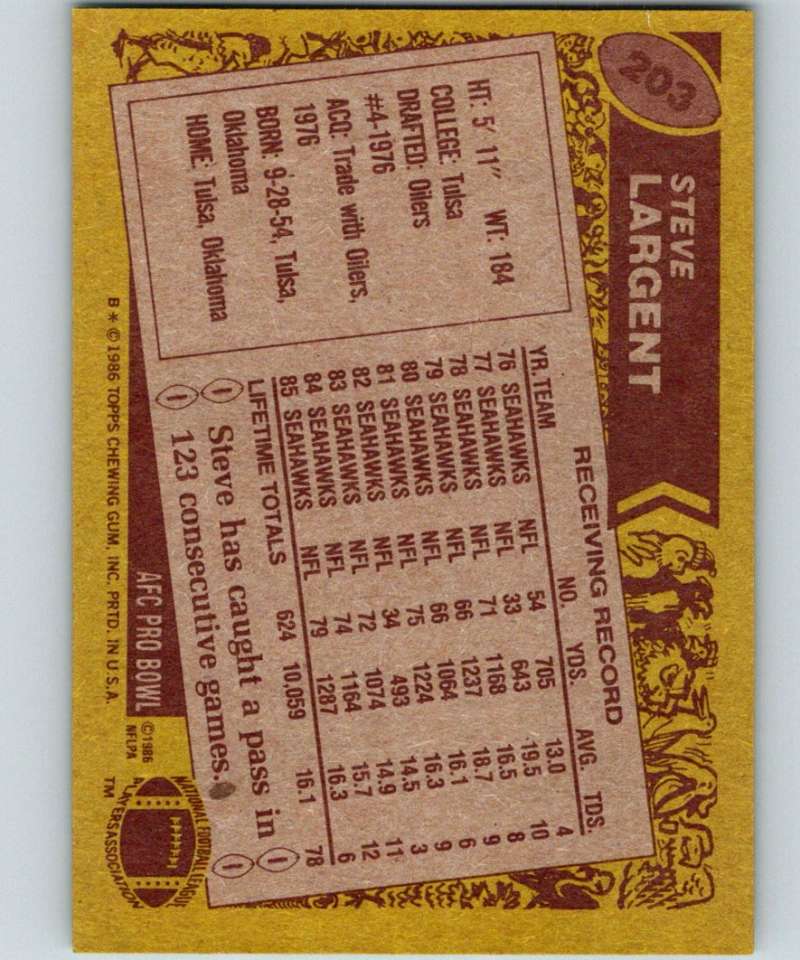 203
STEVE
LARGENT
HT: 5' 11" WT: 184
COLLEGE: Tulsa
DRAFTED: Oilers
#4-1976
ACQ: Trade with Oilers,
1976
BORN: 9-28-54, Tulsa,
Oklahoma
HOME: Tulsa, Oklahoma
RECEIVING RECORD
YR. TEAM NO. YDS. AVG. TDS.
76 SEAHAWKS NFL 54 705 13.0 4
77 SEAHAWKS NFL 33 643 19.5 10
78 SEAHAWKS NFL 71 1168 16.5 8
79 SEAHAWKS NFL 66 1237 18.7 9
80 SEAHAWKS NFL 66 1064 16.1 6
81 SEAHAWKS NFL 75 1224 16.3 9
82 SEAHAWKS NFL 34 493 14.5 3
83 SEAHAWKS NFL 72 1074 14.9 11
84 SEAHAWKS NFL 74 1164 15.7 12
85 SEAHAWKS NFL 79 1287 16.3 6
LIFETIME TOTALS 624 10,059 16.1 78
Steve has caught a pass in
123 consecutive games.
AFC PRO BOWL
B * © 1986 TOPPS CHEWING GUM, INC. PRTD. IN U.S.A.
© 1986
NFLPA
NATIONAL FOOTBALL LEAGUE
PLAYERS ASSOCIATION
TM